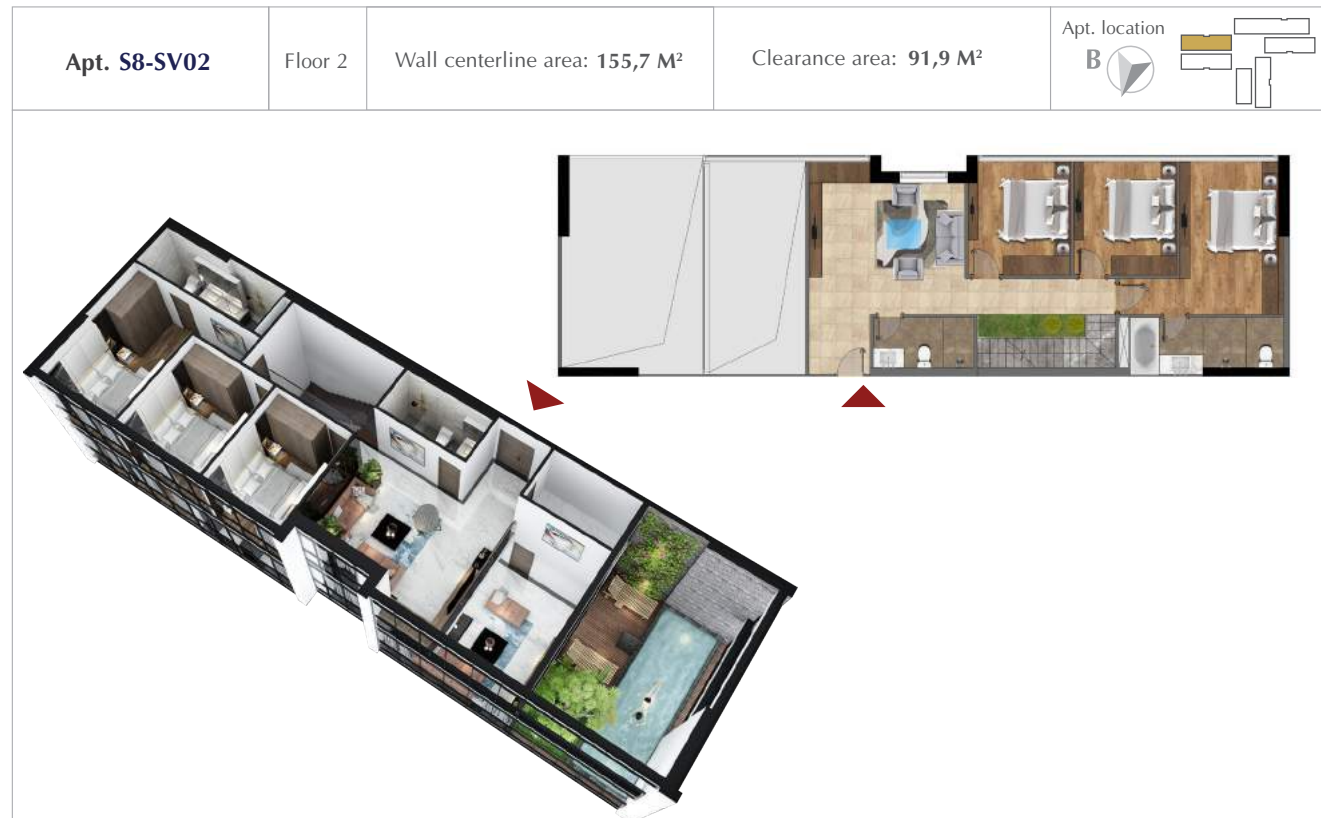 Apt. S8-SV02
Floor 2
Wall centerline area: 155,7 M²
Clearance area: 91,9 M²
Apt. location
B